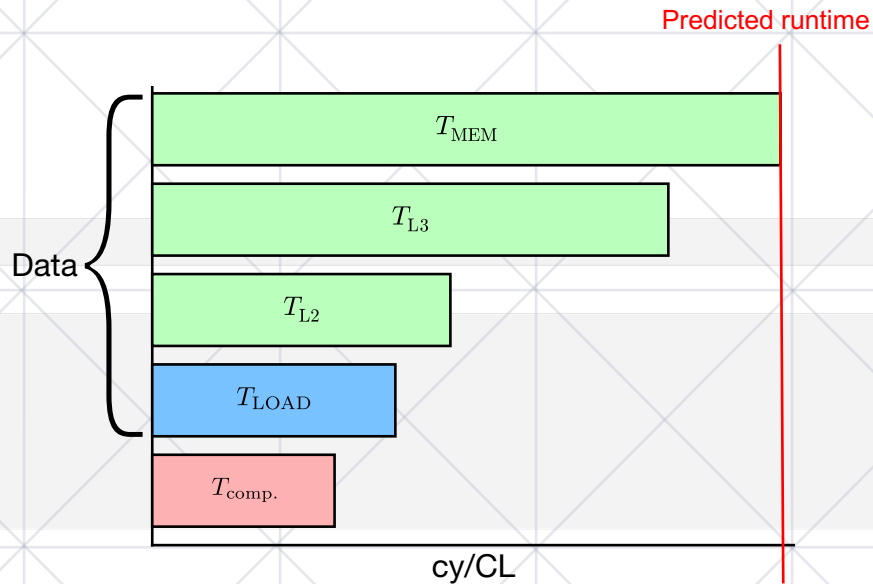 Predicted runtime
T_MEM
T_L3
Data
T_L2
T_LOAD
T_comp.
cy/CL